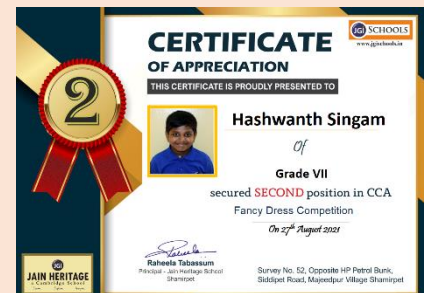 CERTIFICATE
OF APPRECIATION
JGI SCHOOLS
www.jgischools.in
THIS CERTIFICATE IS PROUDLY PRESENTED TO
2
Hashwanth Singam
Of
Grade VII
secured SECOND position in CCA
Fancy Dress Competition
On 27th August 2021
Raheela Tabassum
Principal - Jain Heritage School
Shamirpet
Survey No. 52, Opposite HP Petrol Bunk,
Siddipet Road, Majeedpur Village Shamirpet
JGI
JAIN HERITAGE
a Cambridge School